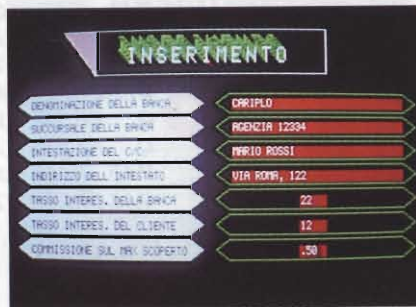 INSERIMENTO
DENOMINAZIONE DELLA BANCA CARIPLO
SUCCURSALE DELLA BANCA AGENZIA 12334
INTESTAZIONE DEL C/C MARIO ROSSI
INDIRIZZO DELL INTESTATO VIA ROMA, 122
TASSO INTERES. DELLA BANCA 22
TASSO INTERES. DEL CLIENTE 12
COMMISSIONE SUL MAX SCOPERTO .50